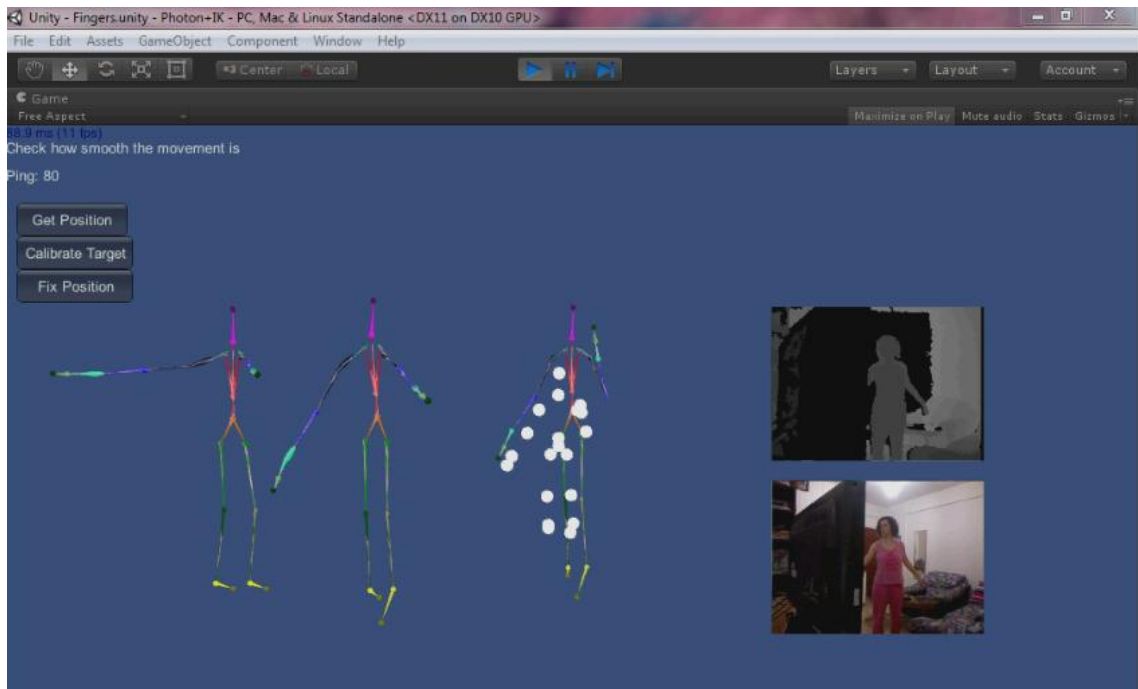 Unity - Fingers.unity - Photon+IK - PC, Mac & Linux Standalone <DX11 on DX10 GPU>
File Edit Assets GameObject Component Window Help
Center Local Layers Layout Account
Game
Free Aspect Maximize on Play Mute audio Stats Gizmos
88.9 ms (11 fps)
Check how smooth the movement is
Ping: 80
Get Position
Calibrate Target
Fix Position